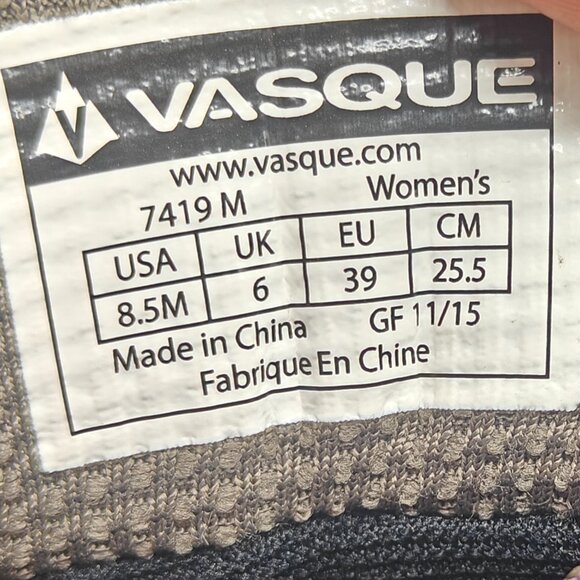 VASQUE
www.vasque.com
7419 M Women's
USA UK EU CM
8.5M 6 39 25.5
Made in China GF 11/15
Fabrique En Chine